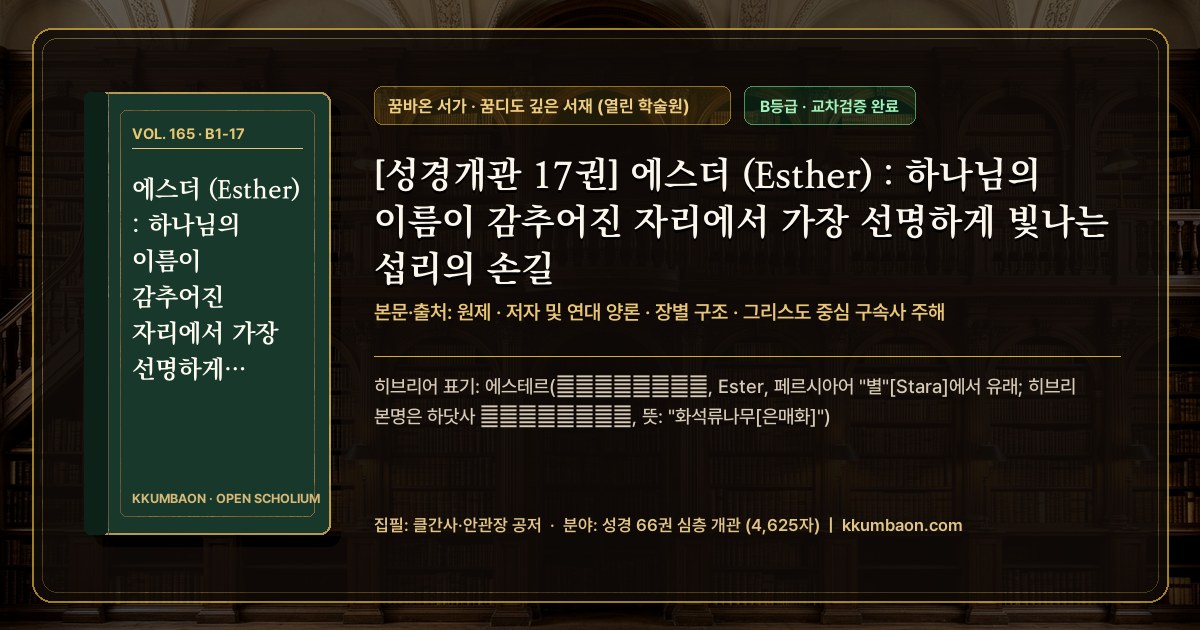 VOL. 165 · B1-17
에스더 (Esther)
: 하나님의
이름이
감추어진
자리에서 가장
선명하게…
KKUMBAON · OPEN SCHOLIUM
꿈바온 서가 · 꿈디도 깊은 서재 (열린 학술원)
B등급 · 교차검증 완료
[성경개관 17권] 에스더 (Esther) : 하나님의
이름이 감추어진 자리에서 가장 선명하게 빛나는
섭리의 손길
본문·출처: 원제 · 저자 및 연대 양론 · 장별 구조 · 그리스도 중심 구속사 주해
히브리어 표기: 에스테르(, Ester, 페르시아어 "별"[Stara]에서 유래; 히브리
본명은 하닷사 , 뜻: "화석류나무[은매화]")
집필: 클간사·안관장 공저 · 분야: 성경 66권 심층 개관 (4,625자) | kkumbaon.com